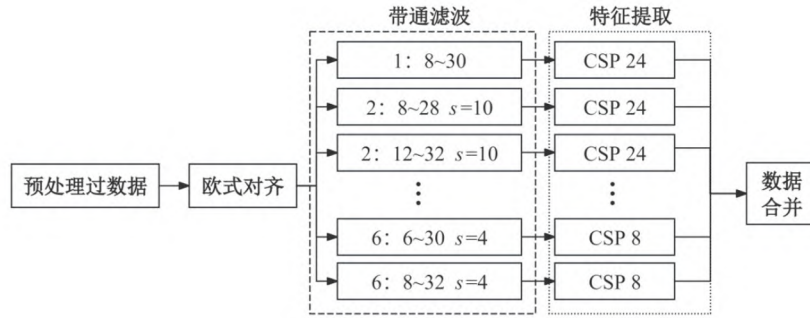 带通滤波
特征提取
1：8~30
CSP 24
2：8~28 s=10
CSP 24
2：12~32 s=10
CSP 24
预处理过数据
欧式对齐
⋮
⋮
数据
合并
6：6~30 s=4
CSP 8
6：8~32 s=4
CSP 8